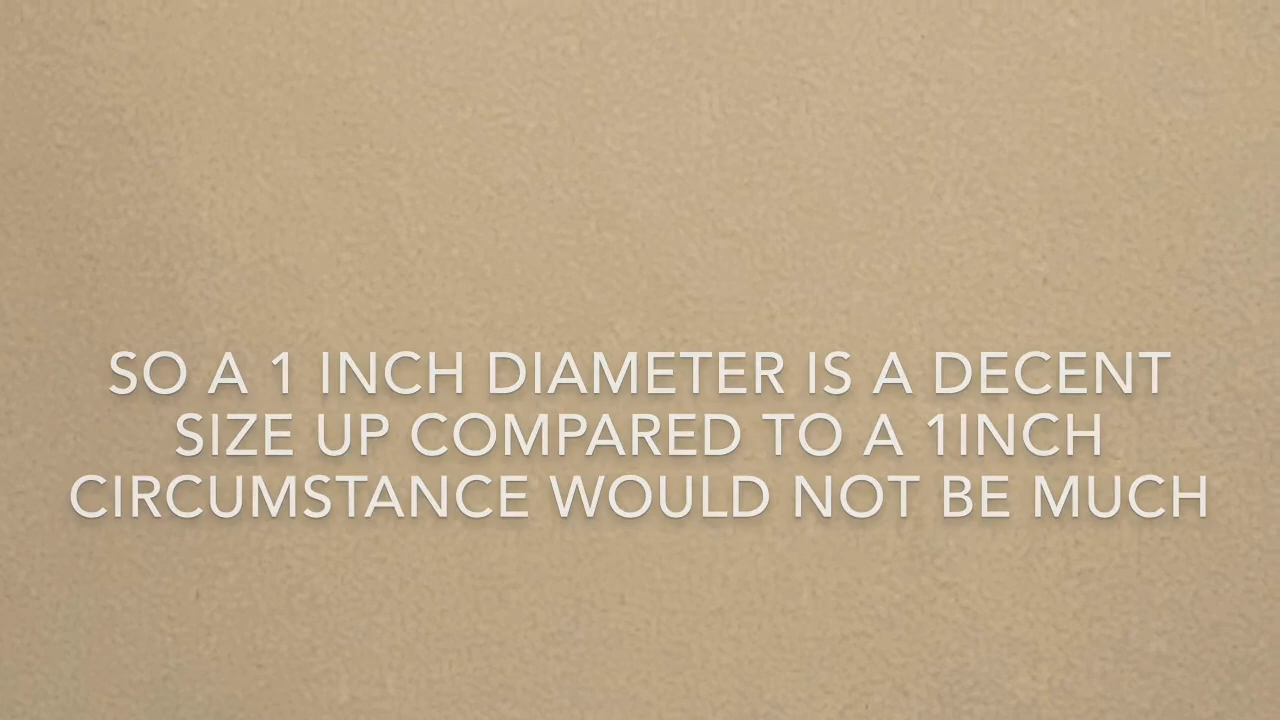 SO A 1 INCH DIAMETER IS A DECENT
SIZE UP COMPARED TO A 1INCH
CIRCUMSTANCE WOULD NOT BE MUCH